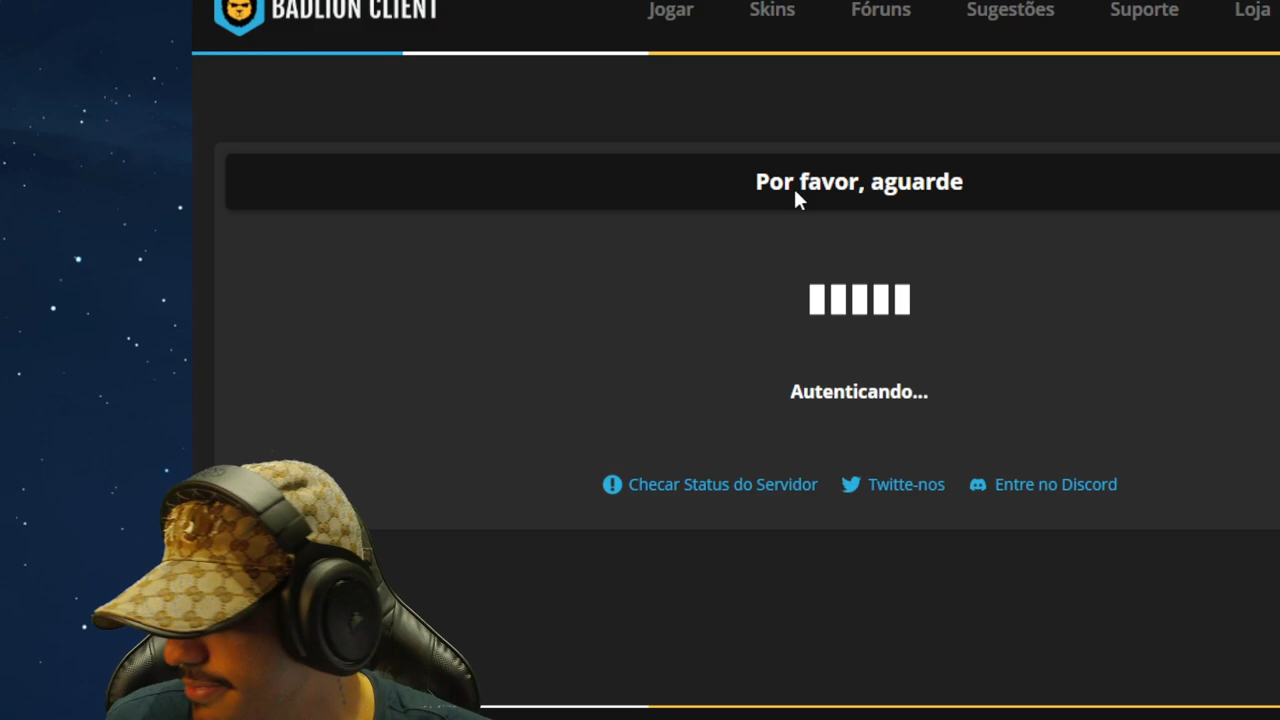 BADLION CLIENT
Jogar Skins Fóruns Sugestões Suporte Loja
Por favor, aguarde
Autenticando...
Checar Status do Servidor Twitte-nos Entre no Discord